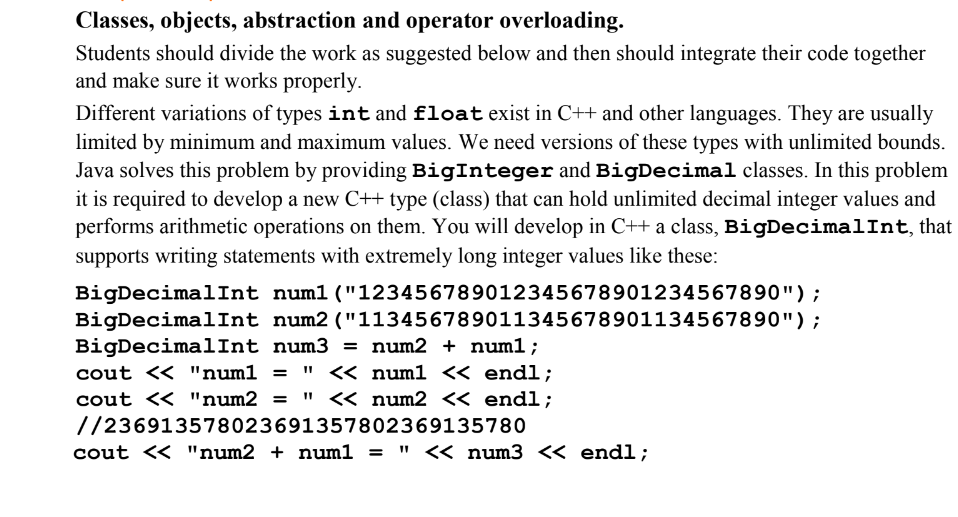 Classes, objects, abstraction and operator overloading.
Students should divide the work as suggested below and then should integrate their code together
and make sure it works properly.
Different variations of types int and float exist in C++ and other languages. They are usually
limited by minimum and maximum values. We need versions of these types with unlimited bounds.
Java solves this problem by providing BigInteger and BigDecimal classes. In this problem
it is required to develop a new C++ type (class) that can hold unlimited decimal integer values and
performs arithmetic operations on them. You will develop in C++ a class, BigDecimalInt, that
supports writing statements with extremely long integer values like these:
BigDecimalInt num1("123456789012345678901234567890");
BigDecimalInt num2("113456789011345678901134567890");
BigDecimalInt num3 = num2 + num1;
cout << "num1 = " << num1 << endl;
cout << "num2 = " << num2 << endl;
//236913578023691357802369135780
cout << "num2 + num1 = " << num3 << endl;